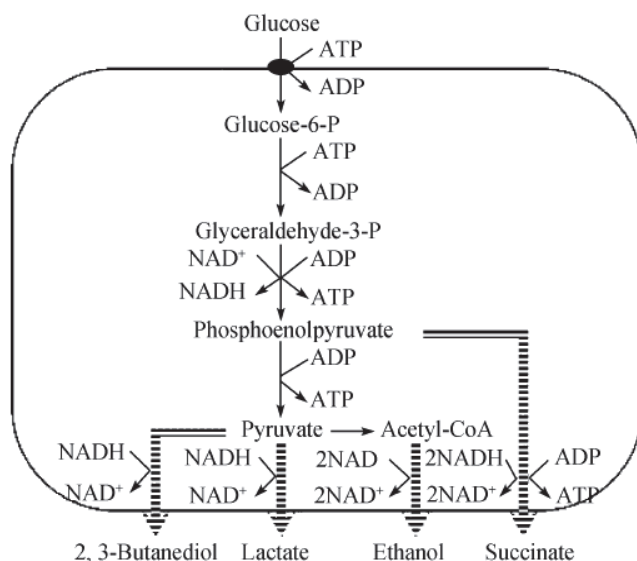 Glucose
ATP
ADP
Glucose-6-P
ATP
ADP
Glyceraldehyde-3-P
NAD⁺ ADP
NADH ATP
Phosphoenolpyruvate
ADP
ATP
Pyruvate Acetyl-CoA
NADH NADH 2NAD 2NADH ADP
NAD⁺ NAD⁺ 2NAD⁺ 2NAD⁺ ATP
2, 3-Butanediol Lactate Ethanol Succinate